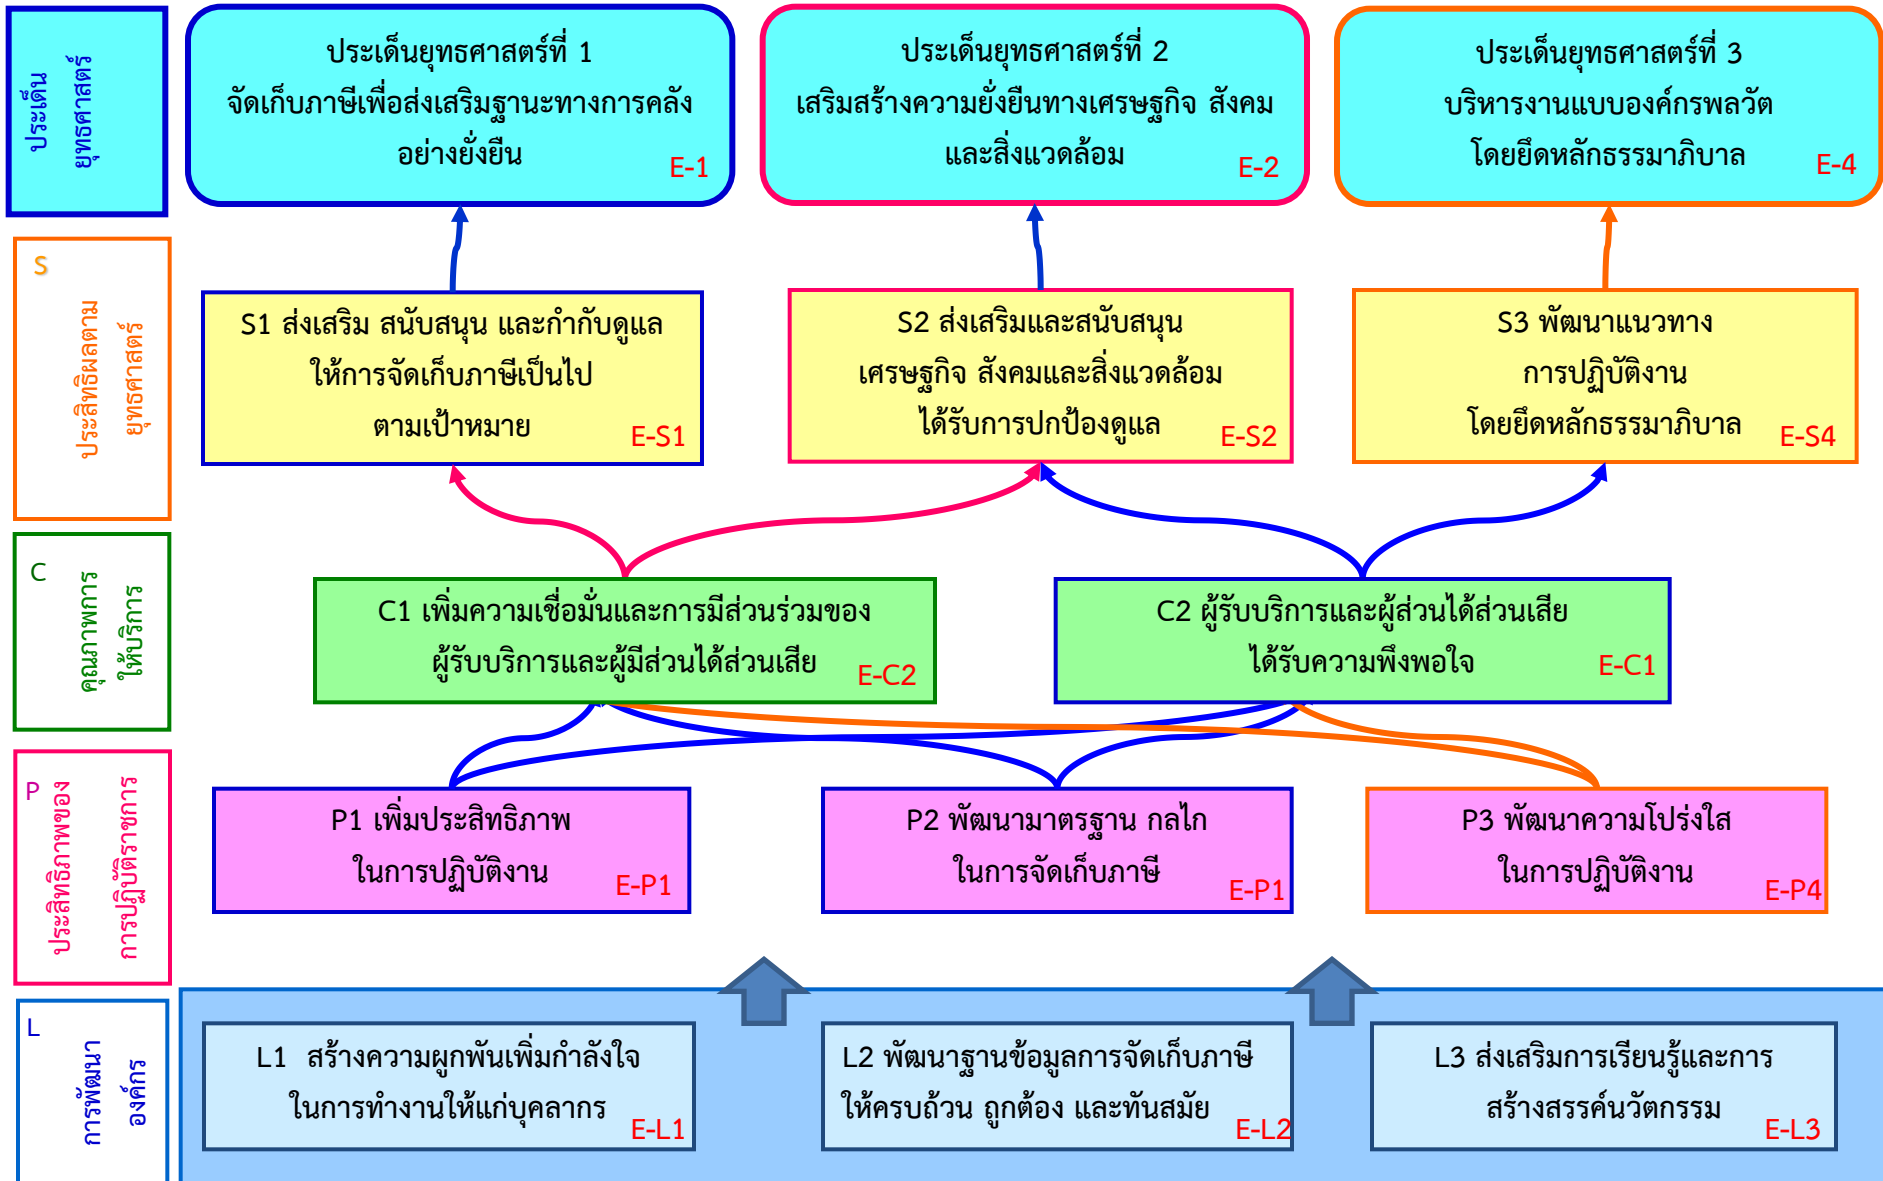 ประเด็น
ยุทธศาสตร์
ประเด็นยุทธศาสตร์ที่ 1
จัดเก็บภาษีเพื่อส่งเสริมฐานะทางการคลัง
อย่างยั่งยืน
E-1
ประเด็นยุทธศาสตร์ที่ 2
เสริมสร้างความยั่งยืนทางเศรษฐกิจ สังคม
และสิ่งแวดล้อม
E-2
ประเด็นยุทธศาสตร์ที่ 3
บริหารงานแบบองค์กรพลวัต
โดยยึดหลักธรรมาภิบาล
E-4
S
ประสิทธิผลตาม
ยุทธศาสตร์
S1 ส่งเสริม สนับสนุน และกำกับดูแล
ให้การจัดเก็บภาษีเป็นไป
ตามเป้าหมาย
E-S1
S2 ส่งเสริมและสนับสนุน
เศรษฐกิจ สังคมและสิ่งแวดล้อม
ได้รับการปกป้องดูแล
E-S2
S3 พัฒนาแนวทาง
การปฏิบัติงาน
โดยยึดหลักธรรมาภิบาล
E-S4
C
คุณภาพการ
ให้บริการ
C1 เพิ่มความเชื่อมั่นและการมีส่วนร่วมของ
ผู้รับบริการและผู้มีส่วนได้ส่วนเสีย
E-C2
C2 ผู้รับบริการและผู้ส่วนได้ส่วนเสีย
ได้รับความพึงพอใจ
E-C1
P
ประสิทธิภาพของ
การปฏิบัติราชการ
P1 เพิ่มประสิทธิภาพ
ในการปฏิบัติงาน
E-P1
P2 พัฒนามาตรฐาน กลไก
ในการจัดเก็บภาษี
E-P1
P3 พัฒนาความโปร่งใส
ในการปฏิบัติงาน
E-P4
L
การพัฒนา
องค์กร
L1 สร้างความผูกพันเพิ่มกำลังใจ
ในการทำงานให้แก่บุคลากร
E-L1
L2 พัฒนาฐานข้อมูลการจัดเก็บภาษี
ให้ครบถ้วน ถูกต้อง และทันสมัย
E-L2
L3 ส่งเสริมการเรียนรู้และการ
สร้างสรรค์นวัตกรรม
E-L3